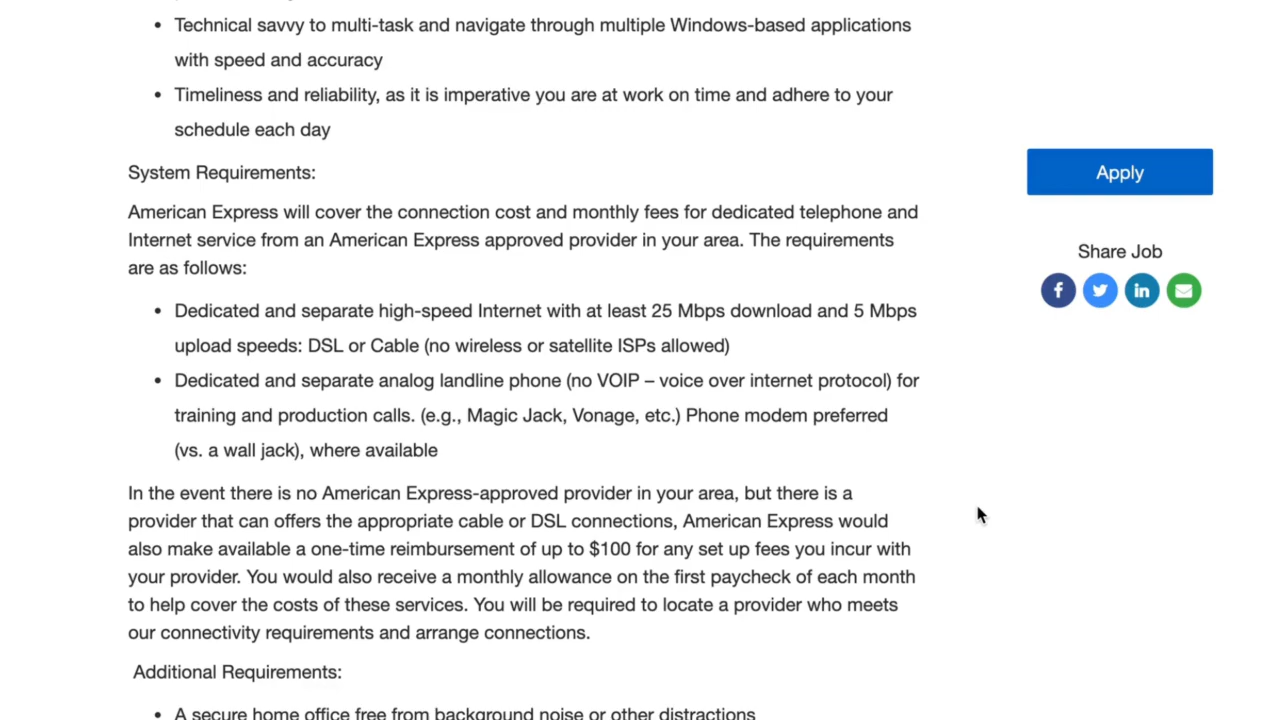 • Technical savvy to multi-task and navigate through multiple Windows-based applications
with speed and accuracy
• Timeliness and reliability, as it is imperative you are at work on time and adhere to your
schedule each day
System Requirements:
American Express will cover the connection cost and monthly fees for dedicated telephone and
Internet service from an American Express approved provider in your area. The requirements
are as follows:
• Dedicated and separate high-speed Internet with at least 25 Mbps download and 5 Mbps
upload speeds: DSL or Cable (no wireless or satellite ISPs allowed)
• Dedicated and separate analog landline phone (no VOIP – voice over internet protocol) for
training and production calls. (e.g., Magic Jack, Vonage, etc.) Phone modem preferred
(vs. a wall jack), where available
In the event there is no American Express-approved provider in your area, but there is a
provider that can offers the appropriate cable or DSL connections, American Express would
also make available a one-time reimbursement of up to $100 for any set up fees you incur with
your provider. You would also receive a monthly allowance on the first paycheck of each month
to help cover the costs of these services. You will be required to locate a provider who meets
our connectivity requirements and arrange connections.
Additional Requirements:
• A secure home office free from background noise or other distractions
Apply
Share Job